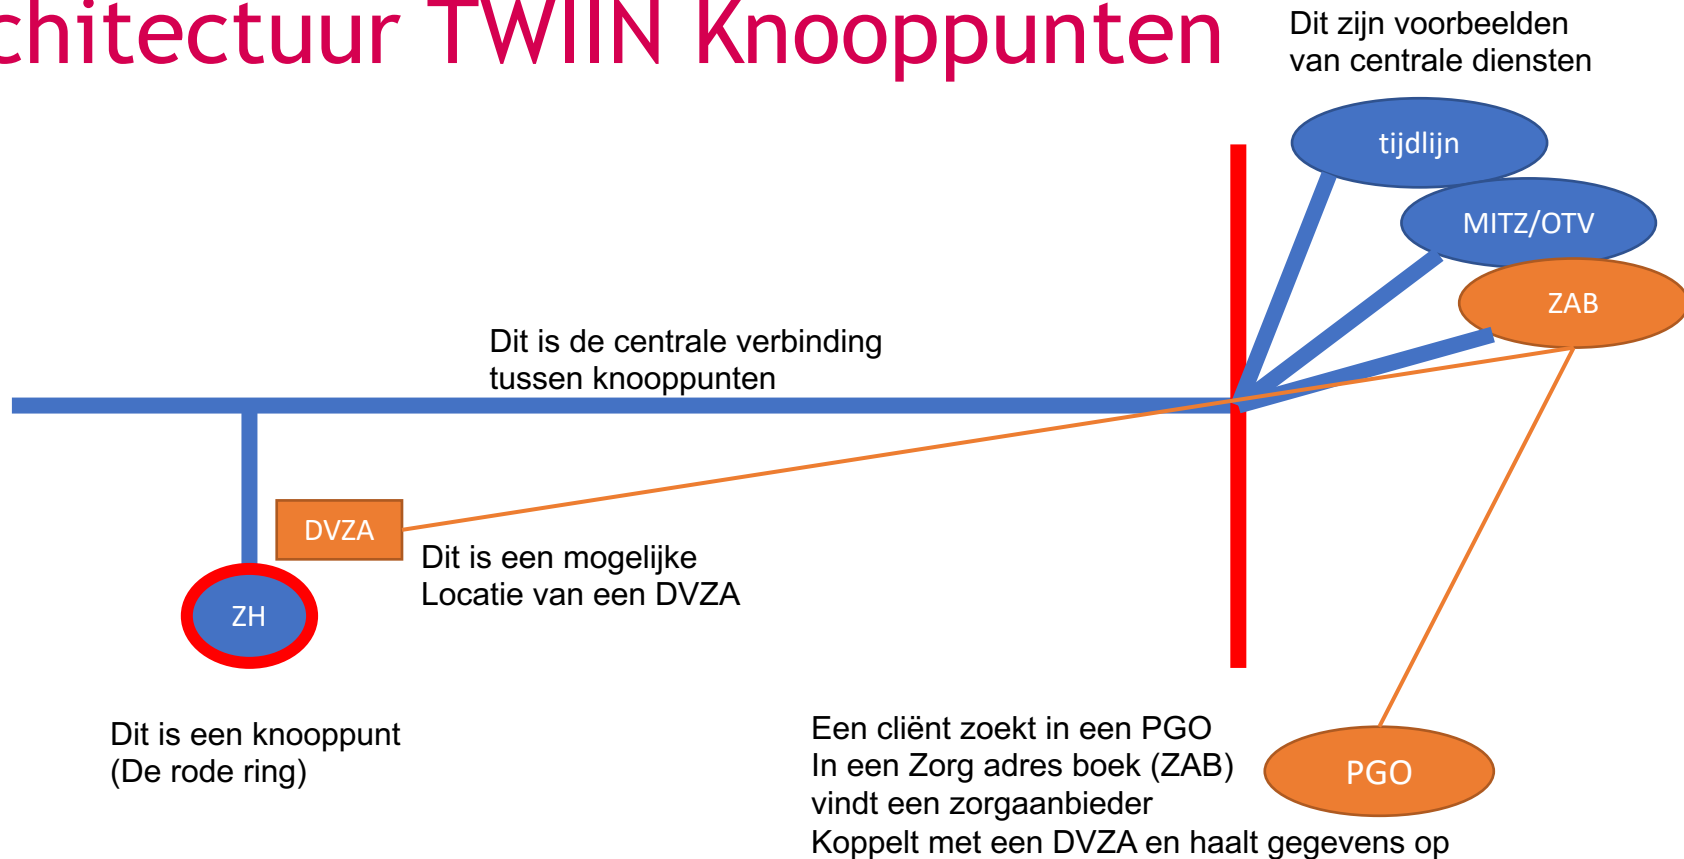 chitectuur TWIIN Knooppunten
Dit zijn voorbeelden
van centrale diensten
tijdlijn
MITZ/OTV
ZAB
Dit is de centrale verbinding
tussen knooppunten
DVZA
Dit is een mogelijke
Locatie van een DVZA
ZH
Dit is een knooppunt
(De rode ring)
Een cliënt zoekt in een PGO
In een Zorg adres boek (ZAB)
vindt een zorgaanbieder
Koppelt met een DVZA en haalt gegevens op
PGO